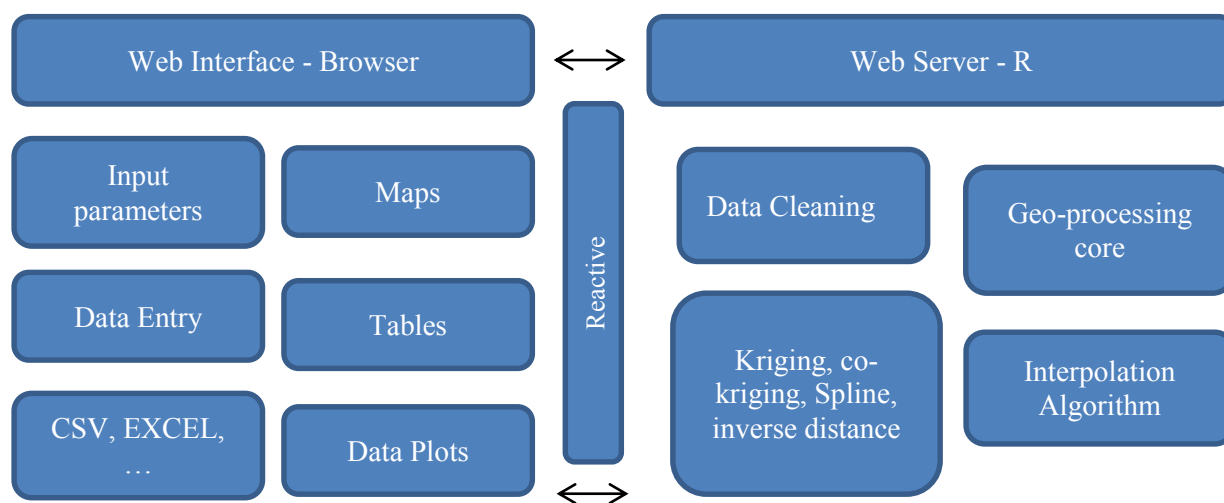 Web Interface - Browser
Web Server - R
Input
parameters
Maps
Data Entry
Tables
CSV, EXCEL,
…
Data Plots
Reactive
Data Cleaning
Geo-processing
core
Kriging, co-
kriging, Spline,
inverse distance
Interpolation
Algorithm